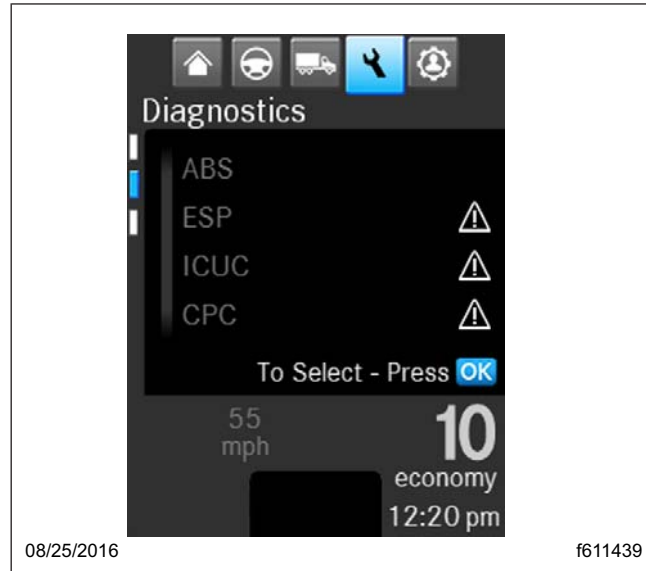 Diagnostics
ABS
ESP
ICUC
CPC
To Select - Press OK
55
mph
10
economy
12:20 pm
08/25/2016
f611439